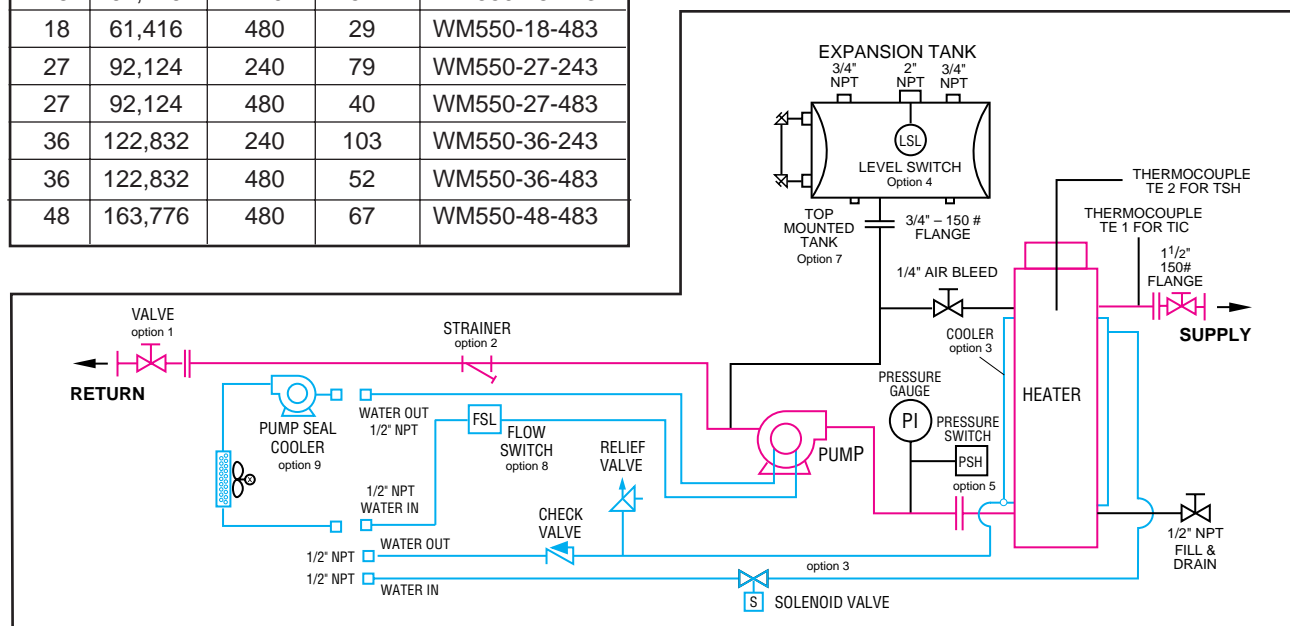 18 61,416 480 29 WM550-18-483
27 92,124 240 79 WM550-27-243
27 92,124 480 40 WM550-27-483
36 122,832 240 103 WM550-36-243
36 122,832 480 52 WM550-36-483
48 163,776 480 67 WM550-48-483
EXPANSION TANK
3/4" NPT
2" NPT
3/4" NPT
LSL
LEVEL SWITCH
Option 4
TOP
MOUNTED
TANK
Option 7
3/4" – 150 #
FLANGE
THERMOCOUPLE
TE 2 FOR TSH
THERMOCOUPLE
TE 1 FOR TIC
1 1/2"
150#
FLANGE
1/4" AIR BLEED
SUPPLY
VALVE
option 1
RETURN
STRAINER
option 2
COOLER
option 3
HEATER
PRESSURE
GAUGE
PI
PRESSURE
SWITCH
PSH
option 5
PUMP SEAL
COOLER
option 9
WATER OUT
1/2" NPT
FSL
FLOW
SWITCH
option 8
RELIEF
VALVE
PUMP
1/2" NPT
WATER IN
CHECK
VALVE
1/2" NPT
WATER OUT
1/2" NPT
WATER IN
option 3
S
SOLENOID VALVE
1/2" NPT
FILL &
DRAIN